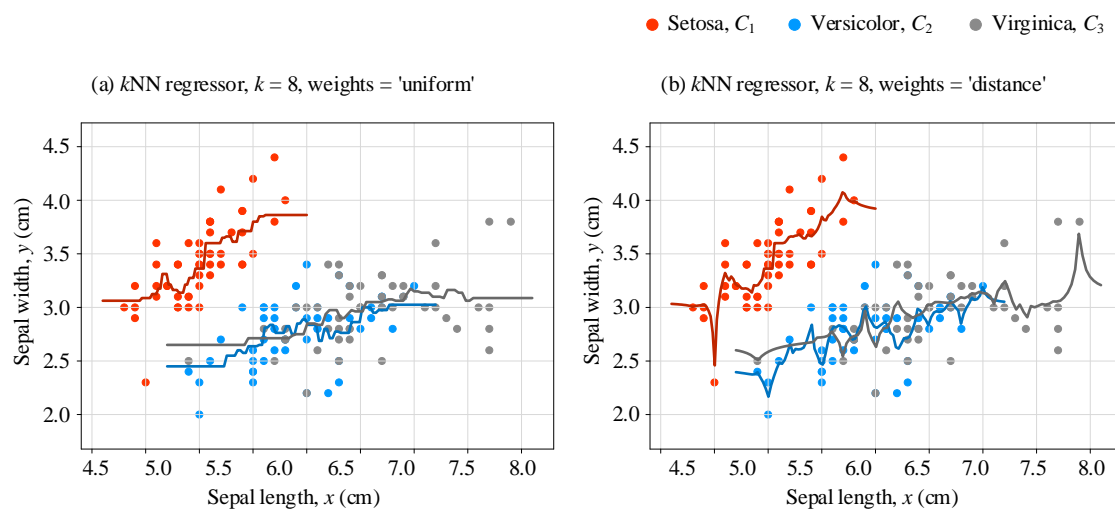 Setosa, C1 Versicolor, C2 Virginica, C3
(a) kNN regressor, k = 8, weights = 'uniform'
(b) kNN regressor, k = 8, weights = 'distance'
4.5
4.0
3.5
3.0
2.5
2.0
Sepal width, y (cm)
4.5 5.0 5.5 6.0 6.5 7.0 7.5 8.0
Sepal length, x (cm)
4.5
4.0
3.5
3.0
2.5
2.0
Sepal width, y (cm)
4.5 5.0 5.5 6.0 6.5 7.0 7.5 8.0
Sepal length, x (cm)